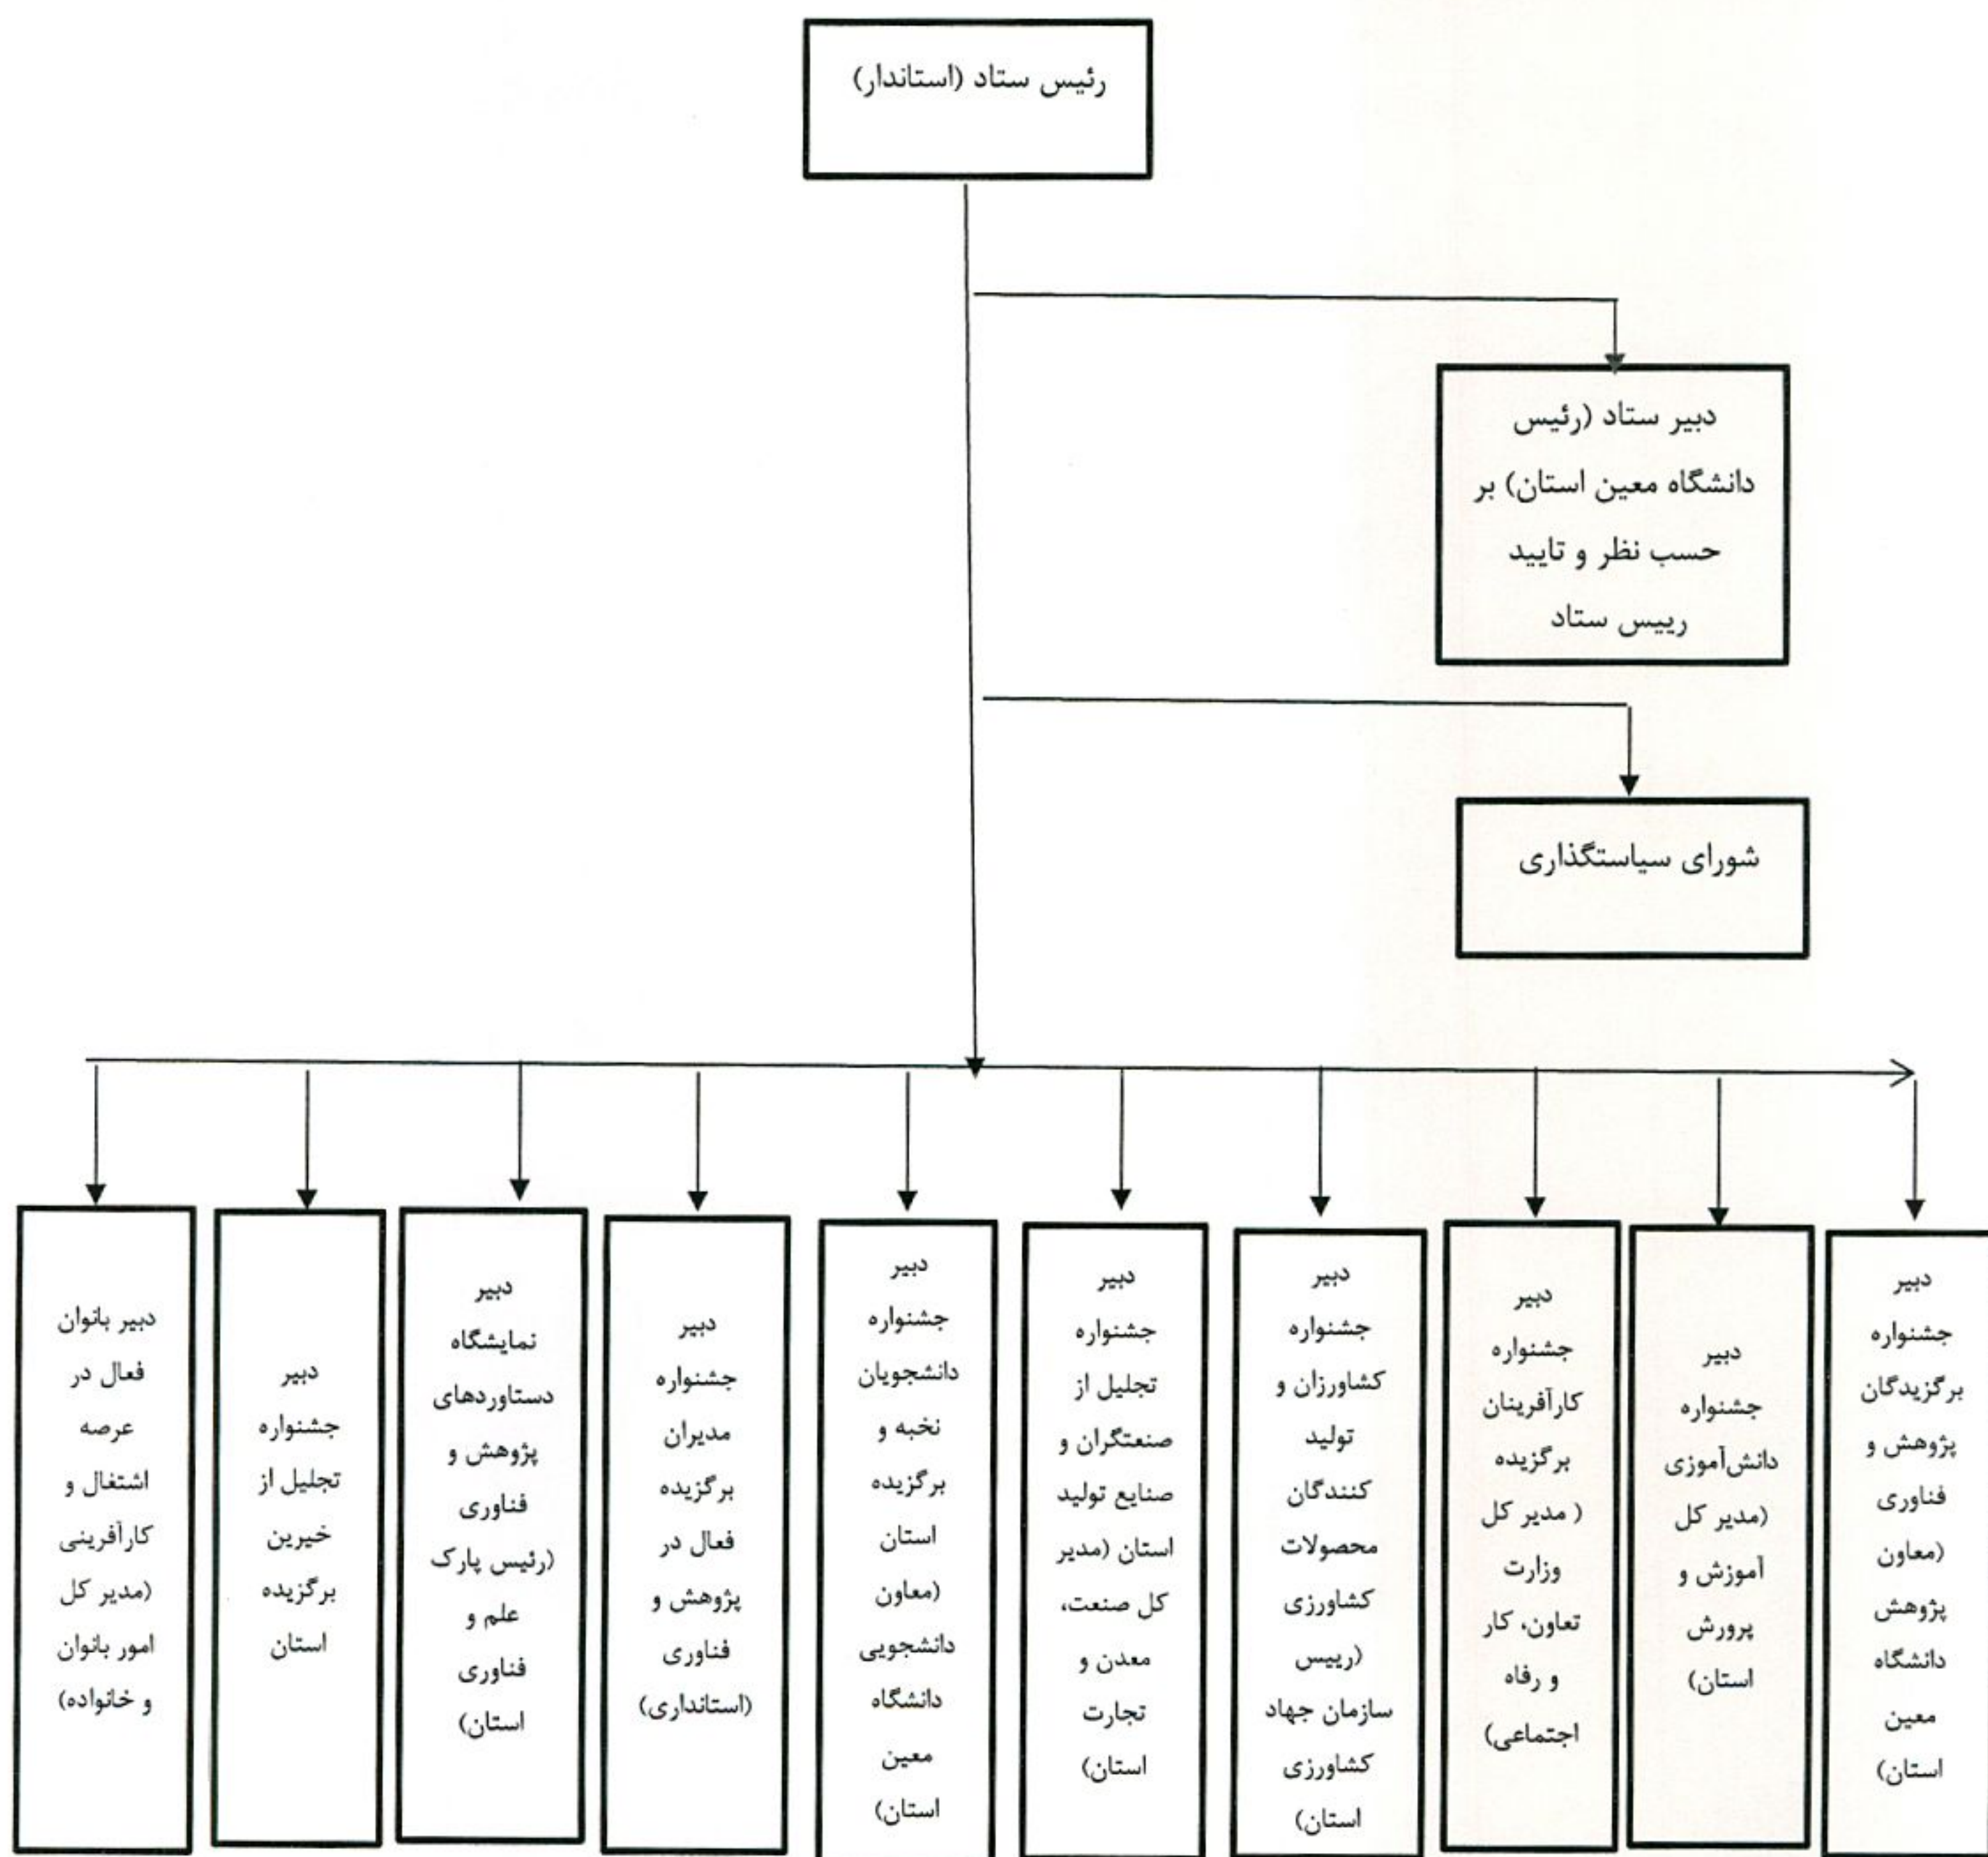 رئیس ستاد (استاندار)
دبیر ستاد (رئیس
دانشگاه معین استان) بر
حسب نظر و تایید
رییس ستاد
شورای سیاستگذاری
دبیر
جشنواره
برگزیدگان
پژوهش و
فناوری
(معاون
پژوهش
دانشگاه
معین
استان)
دبیر
جشنواره
دانش‌آموزی
(مدیر کل
آموزش و
پرورش
استان)
دبیر
جشنواره
کارآفرینان
برگزیده
( مدیر کل
وزارت
تعاون، کار
و رفاه
اجتماعی)
دبیر
جشنواره
کشاورزان و
تولید
کنندگان
محصولات
کشاورزی
(رییس
سازمان جهاد
کشاورزی
استان)
دبیر
جشنواره
تجلیل از
صنعتگران و
صنایع تولید
استان (مدیر
کل صنعت،
معدن و
تجارت
استان)
دبیر
جشنواره
دانشجویان
نخبه و
برگزیده
استان
(معاون
دانشجویی
دانشگاه
معین
استان)
دبیر
جشنواره
مدیران
برگزیده
فعال در
پژوهش و
فناوری
(استانداری)
دبیر
نمایشگاه
دستاوردهای
پژوهش و
فناوری
(رئیس پارک
علم و
فناوری
استان)
دبیر
جشنواره
تجلیل از
خیرین
برگزیده
استان
دبیر بانوان
فعال در
عرصه
اشتغال و
کارآفرینی
(مدیر کل
امور بانوان
و خانواده)